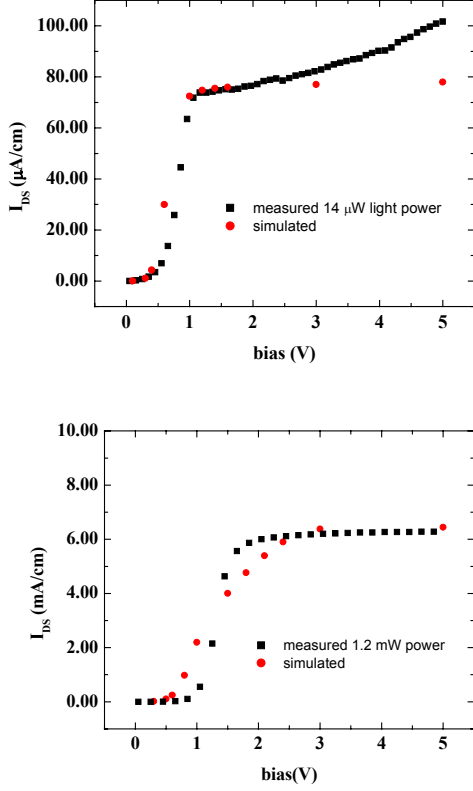 100.00
80.00
60.00
40.00
20.00
0.00
I_DS (μA/cm)
measured 14 μW light power
simulated
0 1 2 3 4 5
bias (V)
10.00
8.00
6.00
4.00
2.00
0.00
I_DS (mA/cm)
measured 1.2 mW power
simulated
0 1 2 3 4 5
bias(V)